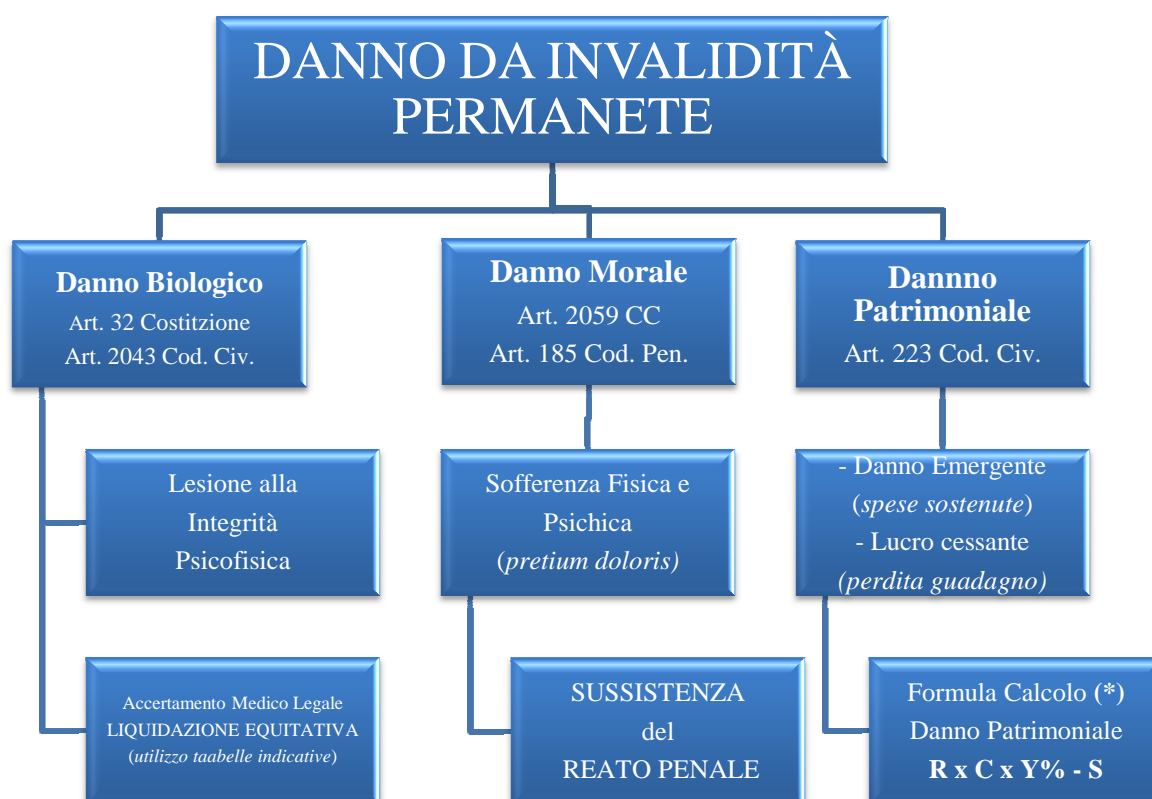 DANNO DA INVALIDITÀ
PERMANETE
Danno Biologico
Art. 32 Costitzione
Art. 2043 Cod. Civ.
Danno Morale
Art. 2059 CC
Art. 185 Cod. Pen.
Dannno
Patrimoniale
Art. 223 Cod. Civ.
Lesione alla
Integrità
Psicofisica
Sofferenza Fisica e
Psichica
(pretium doloris)
- Danno Emergente
(spese sostenute)
- Lucro cessante
(perdita guadagno)
Accertamento Medico Legale
LIQUIDAZIONE EQUITATIVA
(utilizzo taabelle indicative)
SUSSISTENZA
del
REATO PENALE
Formula Calcolo (*)
Danno Patrimoniale
R x C x Y% - S